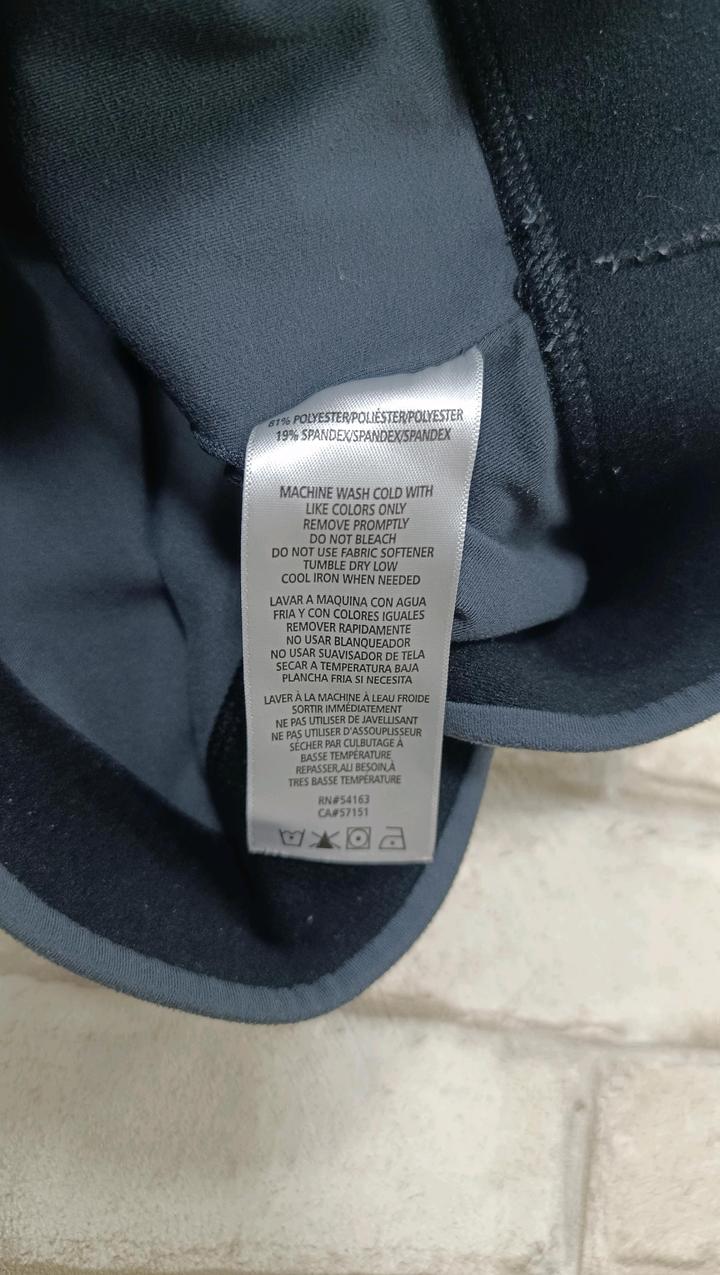 81% POLYESTER/POLIÉSTER/POLYESTER
19% SPANDEX/SPANDEX/SPANDEX
MACHINE WASH COLD WITH
LIKE COLORS ONLY
REMOVE PROMPTLY
DO NOT BLEACH
DO NOT USE FABRIC SOFTENER
TUMBLE DRY LOW
COOL IRON WHEN NEEDED
LAVAR A MAQUINA CON AGUA
FRIA Y CON COLORES IGUALES
REMOVER RAPIDAMENTE
NO USAR BLANQUEADOR
NO USAR SUAVISADOR DE TELA
SECAR A TEMPERATURA BAJA
PLANCHA FRIA SI NECESITA
LAVER À LA MACHINE À LEAU FROIDE
SORTIR IMMÉDIATEMENT
NE PAS UTILISER DE JAVELLISANT
NE PAS UTILISER D'ASSOUPLISSEUR
SÉCHER PAR CULBUTAGE À
BASSE TEMPÉRATURE
REPASSER,AU BESOIN,À
TRES BASSE TEMPÉRATURE
RN#54163
CA#57151